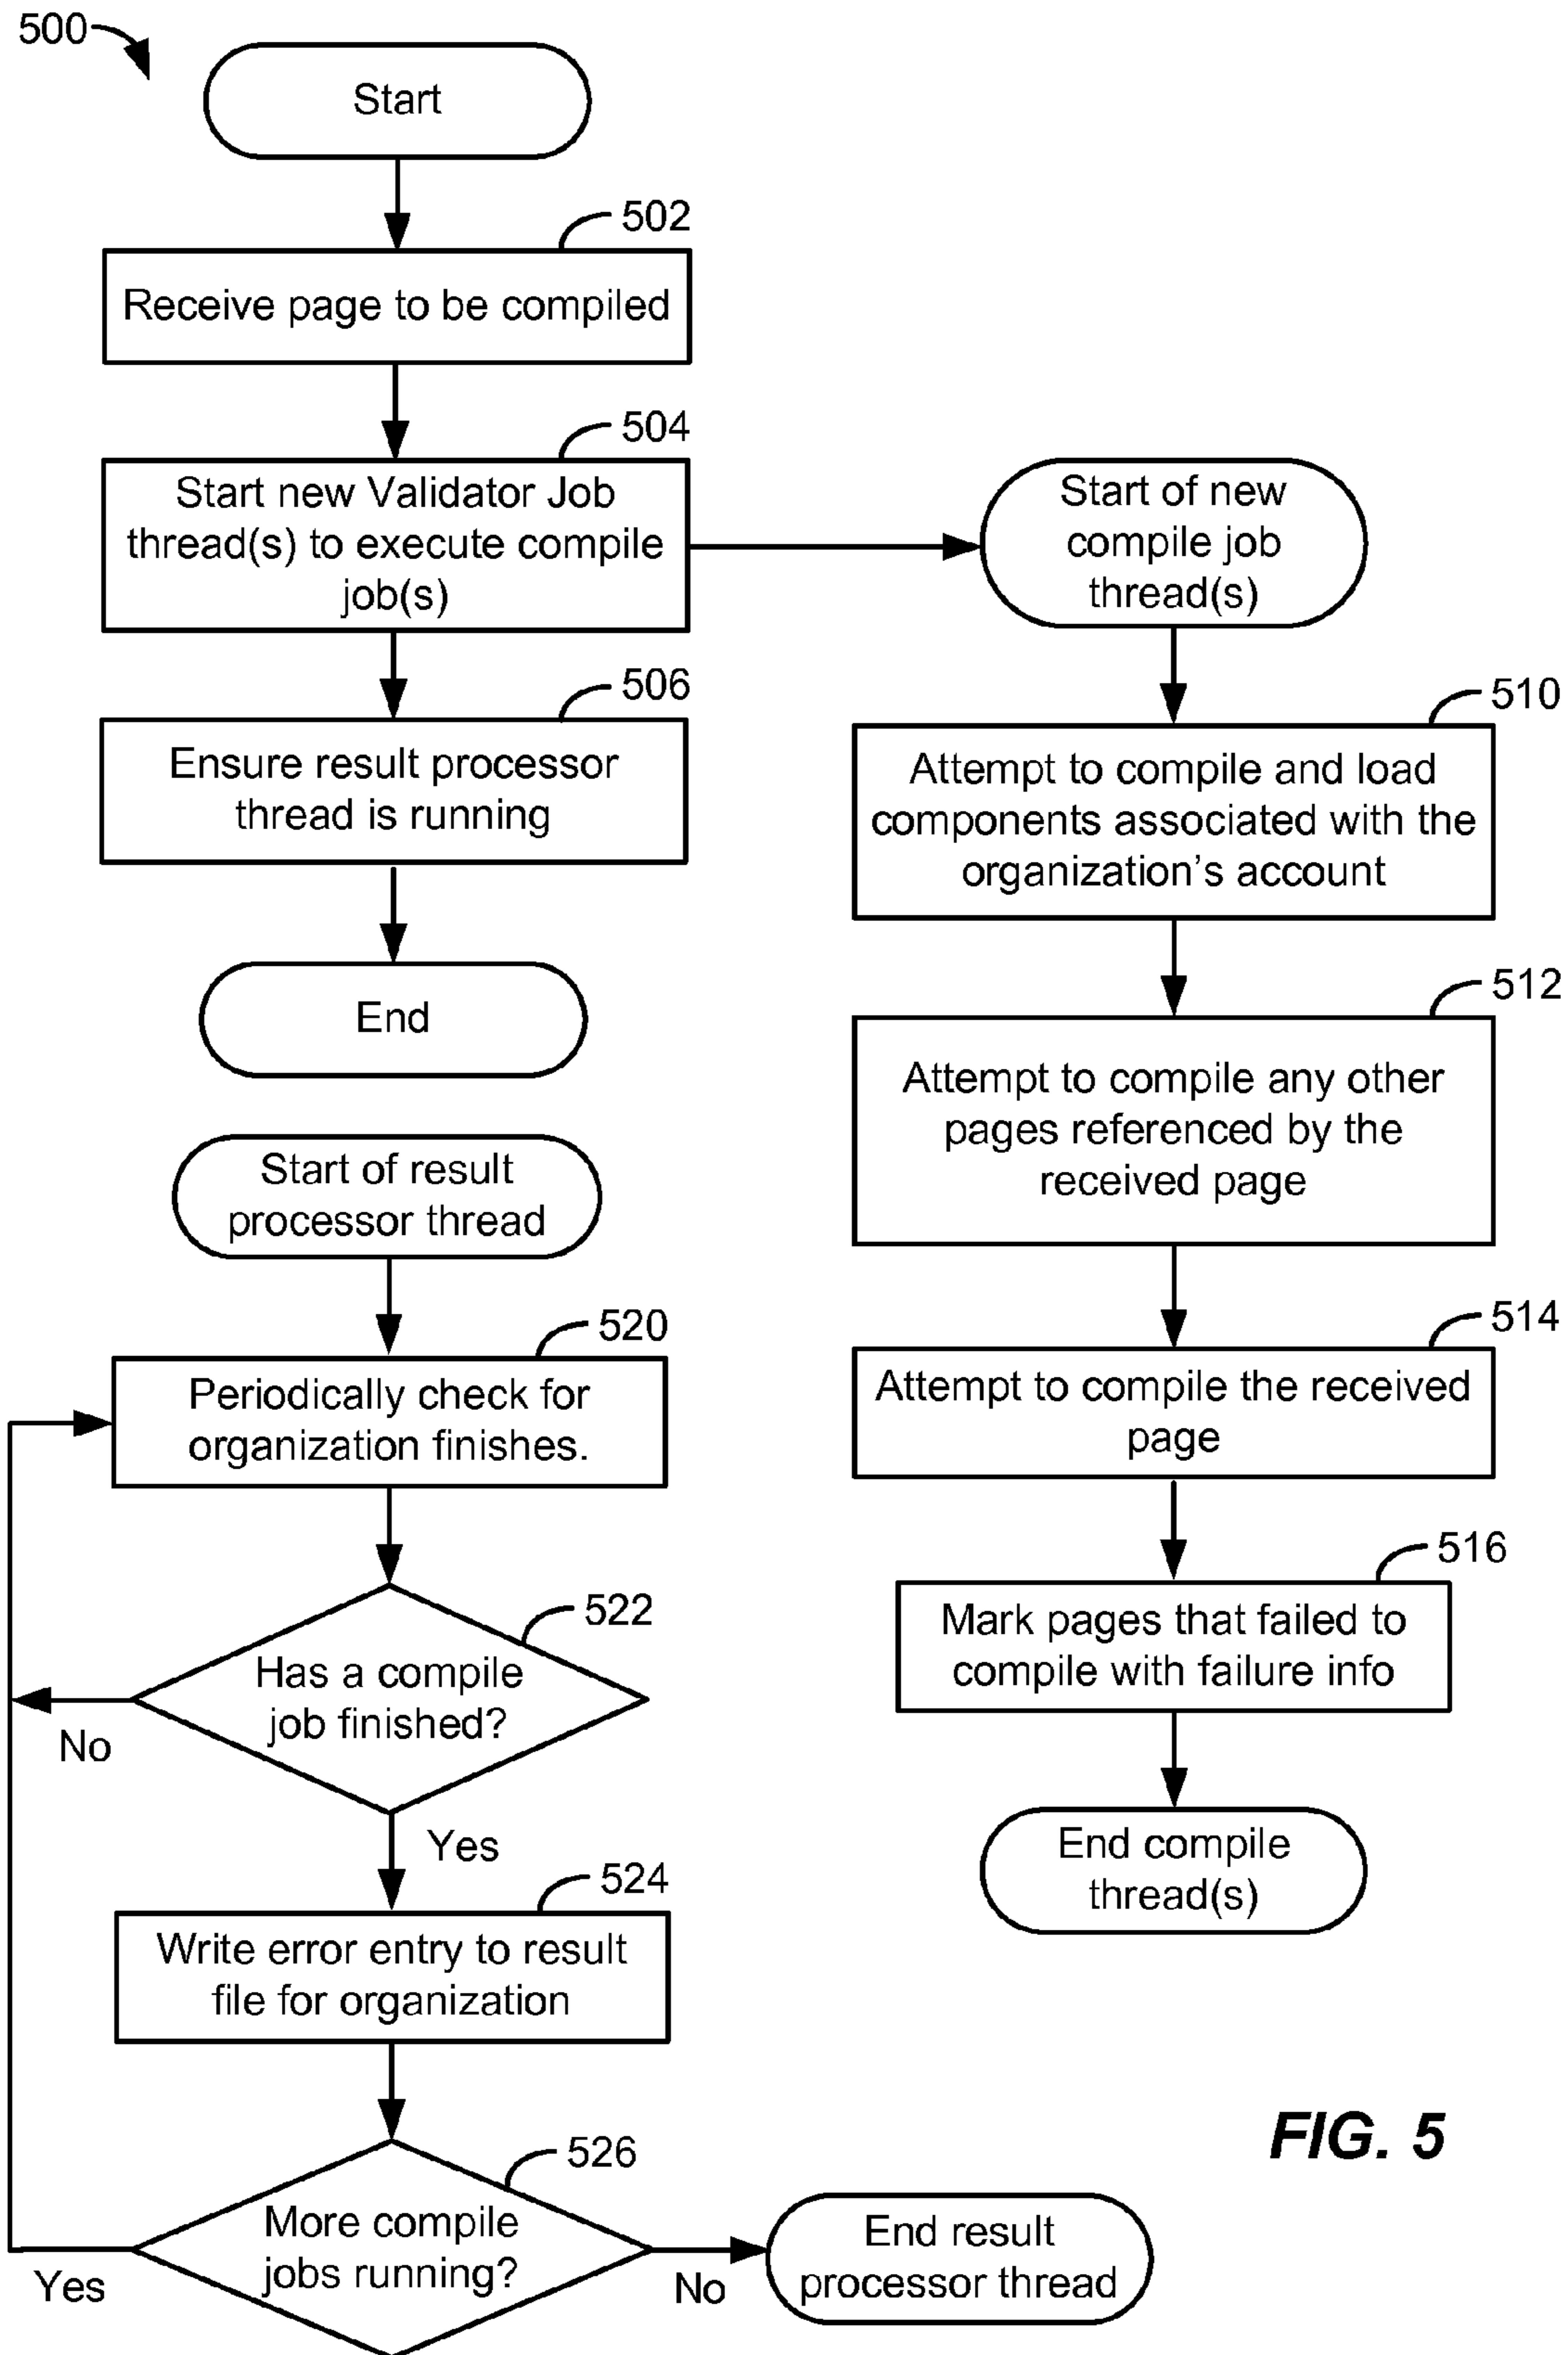 500
Start
502
Receive page to be compiled
504
Start new Validator Job
thread(s) to execute compile
job(s)
506
Ensure result processor
thread is running
End
Start of new
compile job
thread(s)
510
Attempt to compile and load
components associated with the
organization’s account
512
Attempt to compile any other
pages referenced by the
received page
514
Attempt to compile the received
page
516
Mark pages that failed to
compile with failure info
End compile
thread(s)
Start of result
processor thread
520
Periodically check for
organization finishes.
522
Has a compile
job finished?
No
Yes
524
Write error entry to result
file for organization
526
More compile
jobs running?
Yes
No
End result
processor thread
FIG. 5